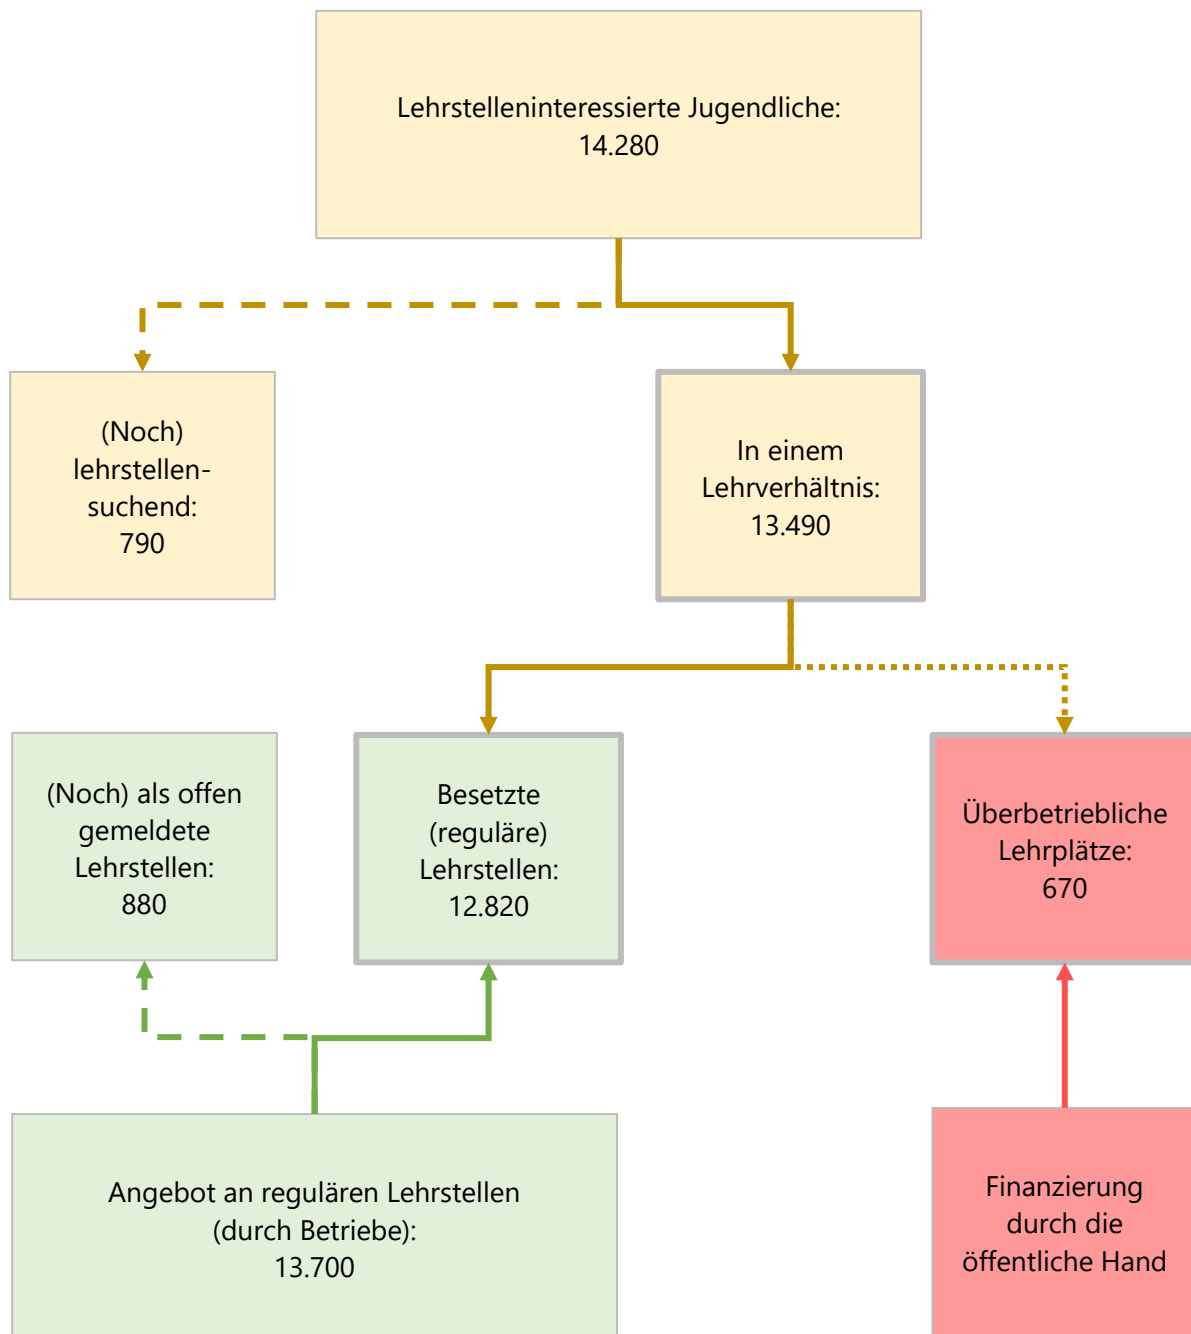 Lehrstelleninteressierte Jugendliche:
14.280
(Noch)
lehrstellen-
suchend:
790
In einem
Lehrverhältnis:
13.490
(Noch) als offen
gemeldete
Lehrstellen:
880
Besetzte
(reguläre)
Lehrstellen:
12.820
Überbetriebliche
Lehrplätze:
670
Angebot an regulären Lehrstellen
(durch Betriebe):
13.700
Finanzierung
durch die
öffentliche Hand